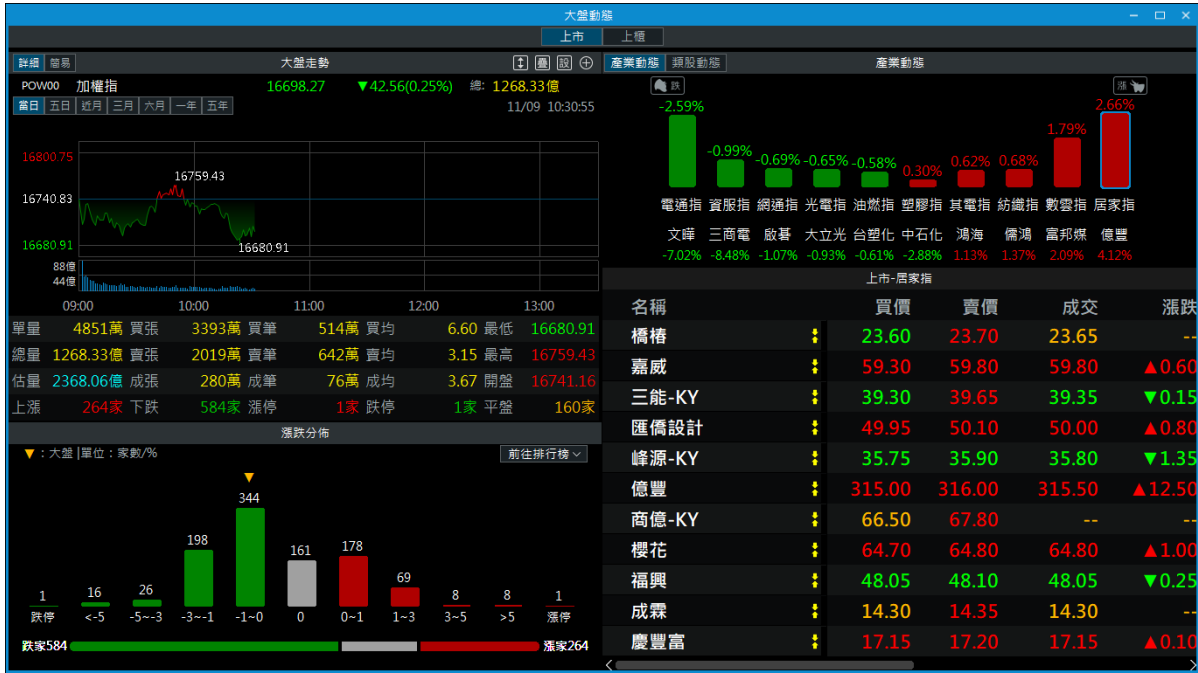 大盤動態
上市 上櫃
詳細 簡易 大盤走勢 疊 設
POW00 加權指 16698.27 ▼42.56(0.25%) 總: 1268.33億
當日 五日 近月 三月 六月 一年 五年 11/09 10:30:55
16800.75
16759.43
16740.83
16680.91 16680.91
88億
44億
09:00 10:00 11:00 12:00 13:00
單量 4851萬 買張 3393萬 買筆 514萬 買均 6.60 最低 16680.91
總量 1268.33億 賣張 2019萬 賣筆 642萬 賣均 3.15 最高 16759.43
估量 2368.06億 成張 280萬 成筆 76萬 成均 3.67 開盤 16741.16
上漲 264家 下跌 584家 漲停 1家 跌停 1家 平盤 160家
漲跌分佈
▼：大盤 |單位：家數/% 前往排行榜
1 16 26 198 344 161 178 69 8 8 1
跌停 <-5 -5~-3 -3~-1 -1~0 0 0~1 1~3 3~5 >5 漲停
跌家584 漲家264
產業動態 類股動態 產業動態
跌 漲
-2.59% -0.99% -0.69% -0.65% -0.58% 0.30% 0.62% 0.68% 1.79% 2.66%
電通指 資服指 網通指 光電指 油燃指 塑膠指 其電指 紡織指 數雲指 居家指
文曄 三商電 啟碁 大立光 台塑化 中石化 鴻海 儒鴻 富邦媒 億豐
-7.02% -8.48% -1.07% -0.93% -0.61% -2.88% 1.13% 1.37% 2.09% 4.12%
上市-居家指
名稱 買價 賣價 成交 漲跌
橋椿 23.60 23.70 23.65 --
嘉威 59.30 59.80 59.80 ▲0.60
三能-KY 39.30 39.65 39.35 ▼0.15
匯僑設計 49.95 50.10 50.00 ▲0.80
峰源-KY 35.75 35.90 35.80 ▼1.35
億豐 315.00 316.00 315.50 ▲12.50
商億-KY 66.50 67.80 -- --
櫻花 64.70 64.80 64.80 ▲1.00
福興 48.05 48.10 48.05 ▼0.25
成霖 14.30 14.35 14.30 --
慶豐富 17.15 17.20 17.15 ▲0.10